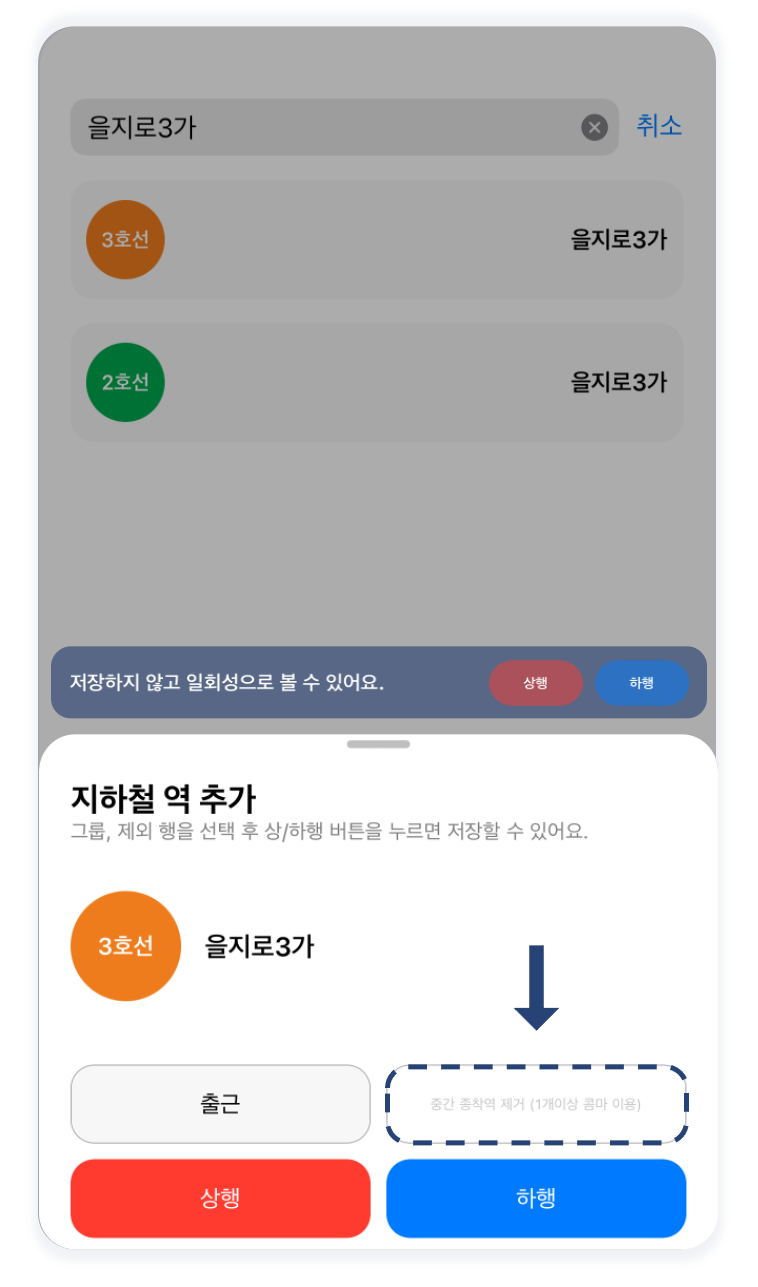 을지로3가
취소
3호선
을지로3가
2호선
을지로3가
저장하지 않고 일회성으로 볼 수 있어요.
상행
하행
지하철 역 추가
그룹, 제외 행을 선택 후 상/하행 버튼을 누르면 저장할 수 있어요.
3호선
을지로3가
출근
중간 종착역 제거 (1개이상 콤마 이용)
상행
하행